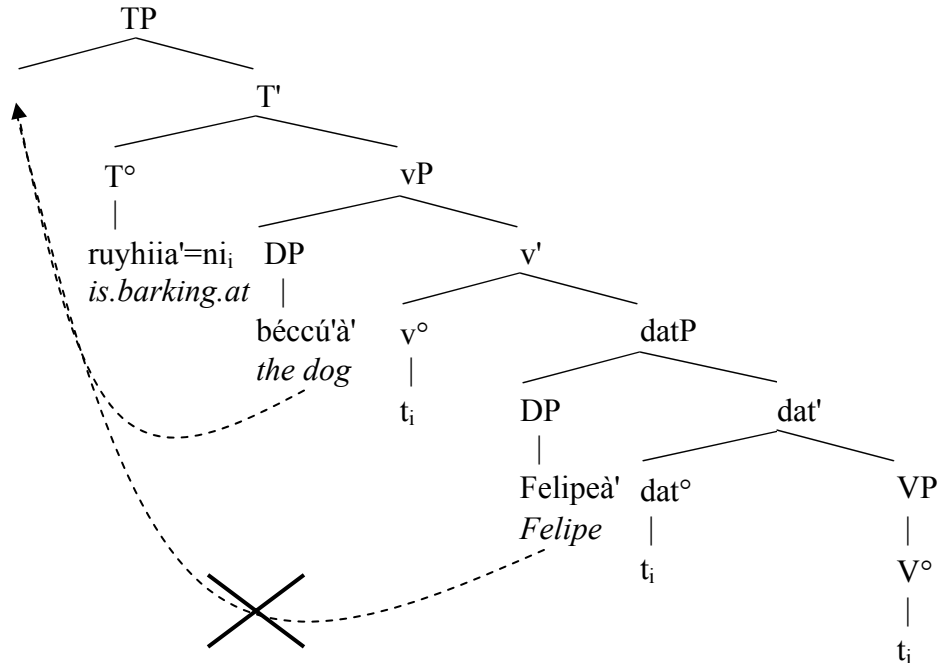 TP
T'
T° vP
ruyhiia'=nii DP v'
is.barking.at
béccú'à' v° datP
the dog
ti DP dat'
Felipeà' dat° VP
Felipe
ti V°
ti